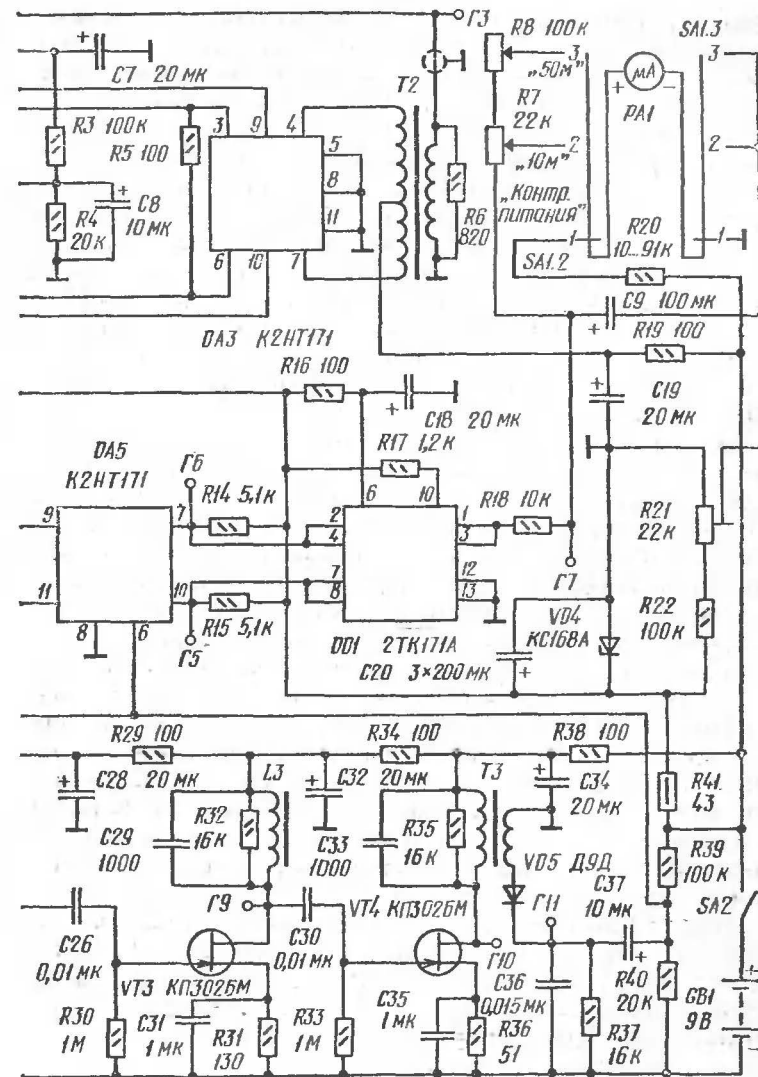 Г3
R8 100к
SA1.3
3
3
„50м"
μA
+
−
PA1
+
C7 20 мк
T2
R7
22к
2
2
„10м"
R3 100к
R5 100
3
9
4
5
8
11
6
10
7
+
C8
10 мк
R4
20к
R6
820
„Контр.
питания"
1
1
R20
10...91к
SA1.2
+
C9 100 мк
DA3 К2НТ171
R19 100
R16 100
+
C18 20 мк
+
C19
20 мк
R17 1,2к
DA5
К2НТ171
Г6
R14 5,1к
9
7
11
10
8
6
6
10
2
4
7
8
1
3
12
13
R18 10к
R21
22к
Г7
R15 5,1к
Г5
VD4
КС168А
R22
100к
DD1 2ТК171А
C20 3×200 мк
+
R29 100
R34 100
R38 100
+
C28
20 мк
L3
+
C32
20 мк
T3
+
C34
20 мк
R41
43
C29
1000
R32
16к
C33
1000
R35
16к
VD5 Д9Д
R39
100к
C37
10 мк
+
SA2
Г9
VT4 КП302БМ
Г11
C26
0,01 мк
C30
0,01 мк
Г10
VT3 КП302БМ
C36
0,015 мк
R40
20к
GB1
9В
+
−
R30
1М
C31
1 мк
R31
130
R33
1М
C35
1 мк
R36
51
R37
16к